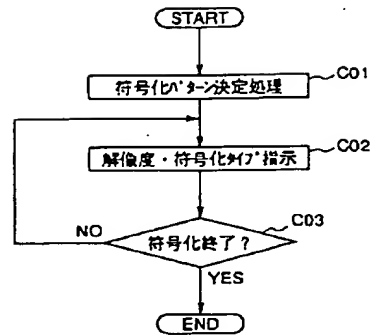 START
符号化パターン決定処理
C01
解像度・符号化タイプ指示
C02
符号化終了?
C03
NO
YES
END